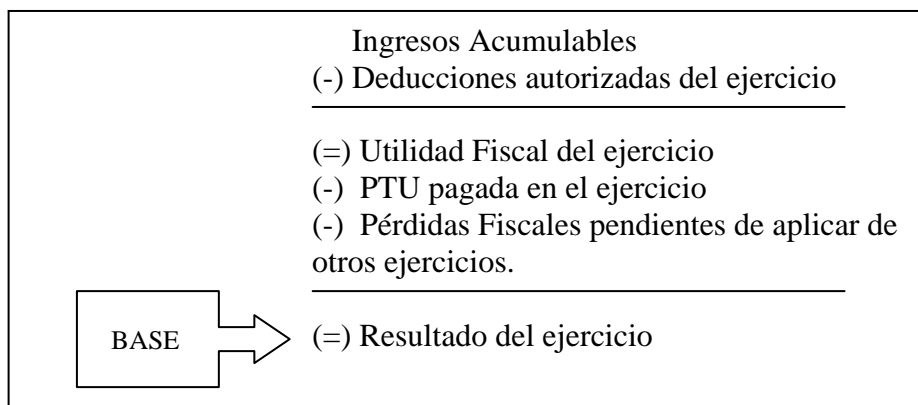 Ingresos Acumulables
(-) Deducciones autorizadas del ejercicio
(=) Utilidad Fiscal del ejercicio
(-) PTU pagada en el ejercicio
(-) Pérdidas Fiscales pendientes de aplicar de
otros ejercicios.
BASE
(=) Resultado del ejercicio